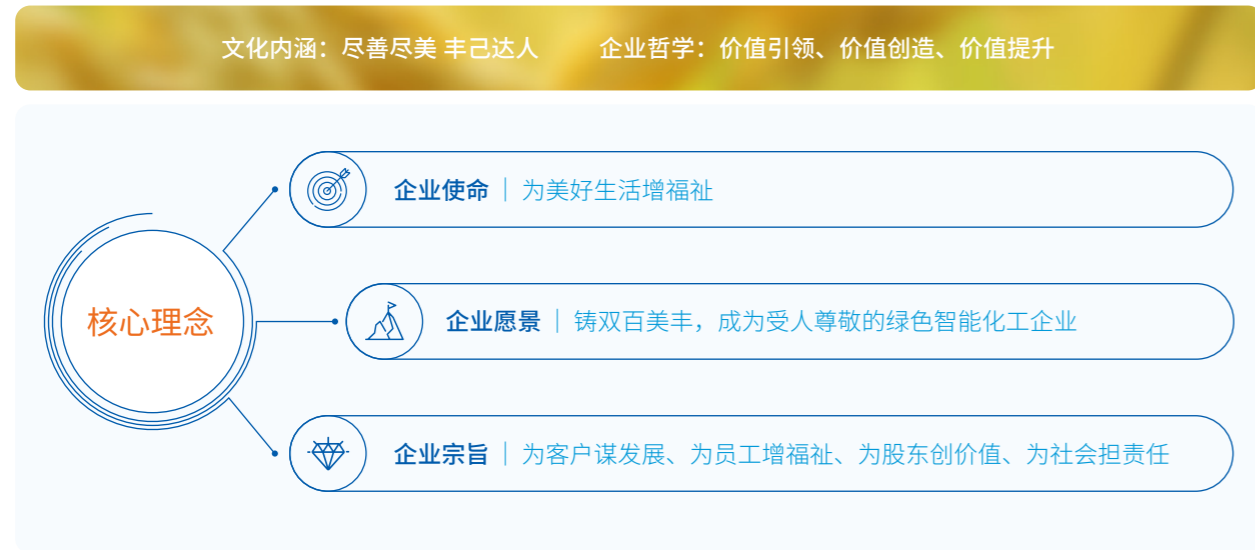 文化内涵：尽善尽美 丰己达人 企业哲学：价值引领、价值创造、价值提升
企业使命｜为美好生活增福祉
核心理念
企业愿景｜铸双百美丰，成为受人尊敬的绿色智能化工企业
企业宗旨｜为客户谋发展、为员工增福祉、为股东创价值、为社会担责任